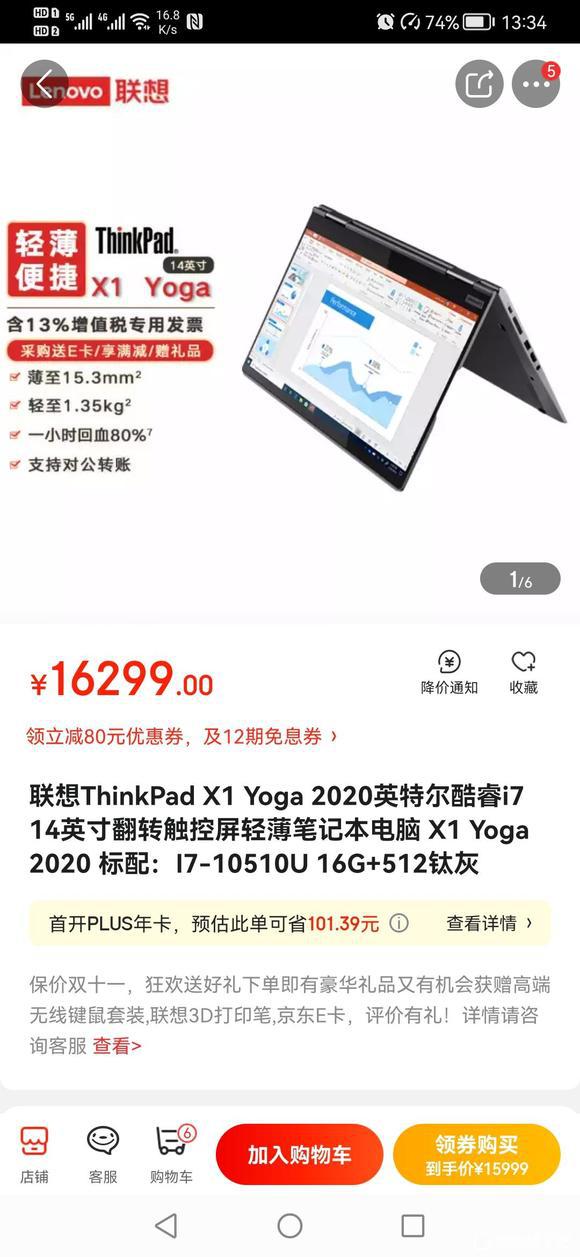 HD 1 5G 4G 16.8 K/s 74% 13:34
HD 2
Lenovo 联想
5
轻薄便捷
ThinkPad
14英寸
X1 Yoga
含13%增值税专用发票
采购送E卡/享满减/赠礼品
薄至15.3mm²
轻至1.35kg²
一小时回血80%⁷
支持对公转账
1/6
¥16299.00
降价通知
收藏
领立减80元优惠券，及12期免息券 ›
联想ThinkPad X1 Yoga 2020英特尔酷睿i7
14英寸翻转触控屏轻薄笔记本电脑 X1 Yoga
2020 标配：I7-10510U 16G+512钛灰
首开PLUS年卡，预估此单可省101.39元 查看详情 ›
保价双十一，狂欢送好礼下单即有豪华礼品又有机会获赠高端
无线键鼠套装,联想3D打印笔,京东E卡，评价有礼！详情请咨
询客服 查看>
店铺
客服
6
购物车
加入购物车
领券购买
到手价¥15999